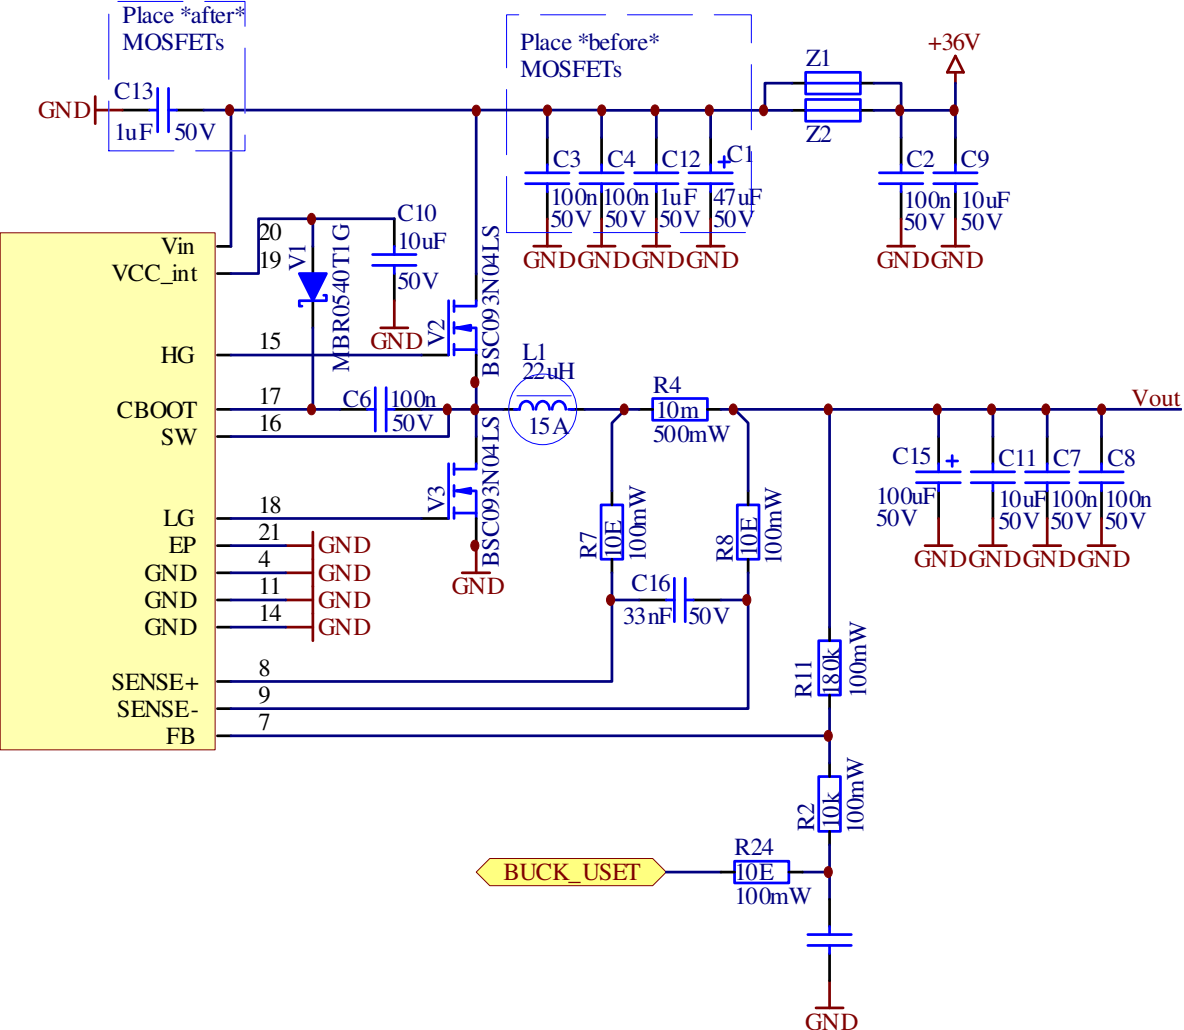 Place *after*
MOSFETs
C13
GND
1uF
50V
Place *before*
MOSFETs
+36V
Z1
Z2
C3
100n
50V
GND
C4
100n
50V
GND
C12
1uF
50V
GND
C1
+
47uF
50V
GND
C2
100n
50V
GND
C9
10uF
50V
GND
Vin
20
VCC_int
19
V1
MBR0540T1G
C10
10uF
50V
GND
V2
BSC093N04LS
HG
15
CBOOT
17
C6
100n
50V
SW
16
L1
22uH
15A
R4
10m
500mW
Vout
V3
BSC093N04LS
GND
LG
18
EP
21
GND
GND
4
GND
GND
11
GND
GND
14
GND
R7
10E
100mW
R8
10E
100mW
C16
33nF
50V
C15
+
100uF
50V
GND
C11
10uF
50V
GND
C7
100n
50V
GND
C8
100n
50V
GND
SENSE+
8
SENSE-
9
FB
7
R11
180k
100mW
R2
10k
100mW
R24
10E
100mW
BUCK_USET
GND